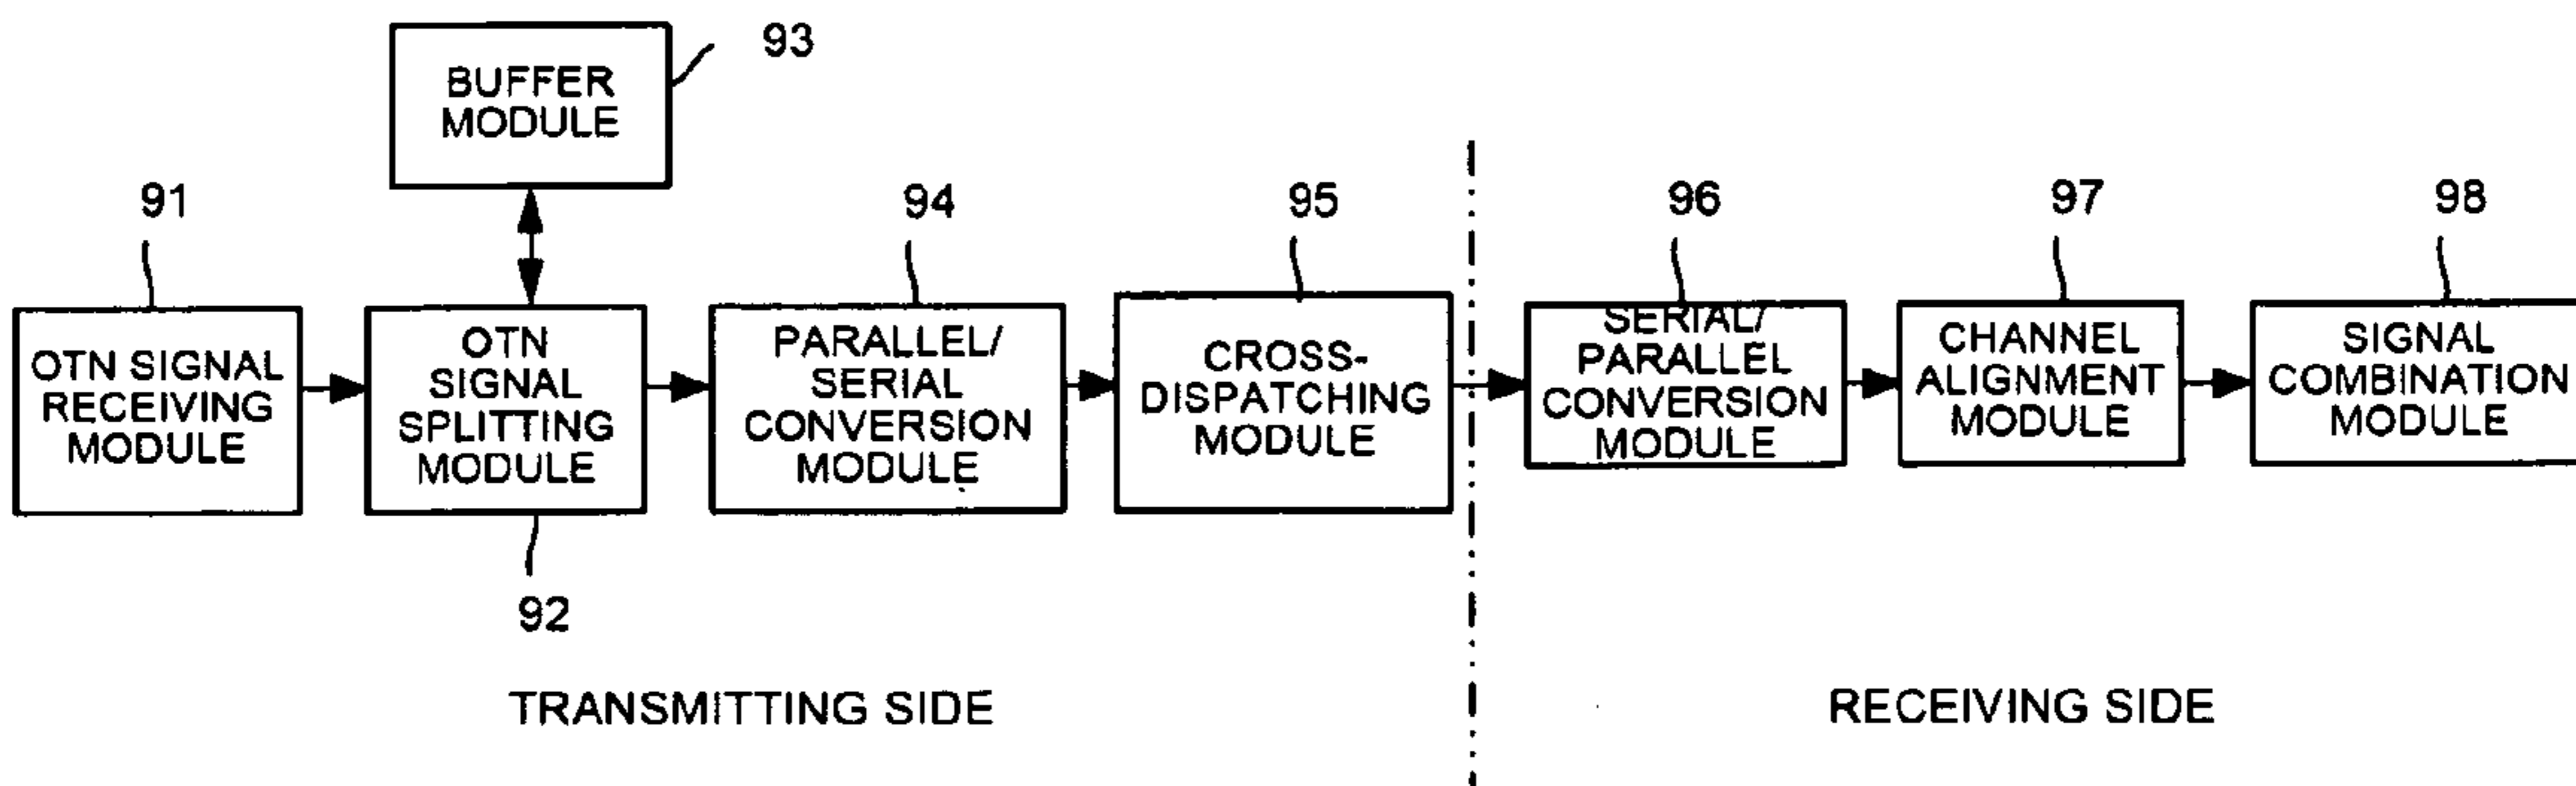 93
BUFFER
MODULE
91
94
95
96
97
98
OTN SIGNAL
RECEIVING
MODULE
OTN
SIGNAL
SPLITTING
MODULE
PARALLEL/
SERIAL
CONVERSION
MODULE
CROSS-
DISPATCHING
MODULE
SERIAL/
PARALLEL
CONVERSION
MODULE
CHANNEL
ALIGNMENT
MODULE
SIGNAL
COMBINATION
MODULE
92
TRANSMITTING SIDE
RECEIVING SIDE